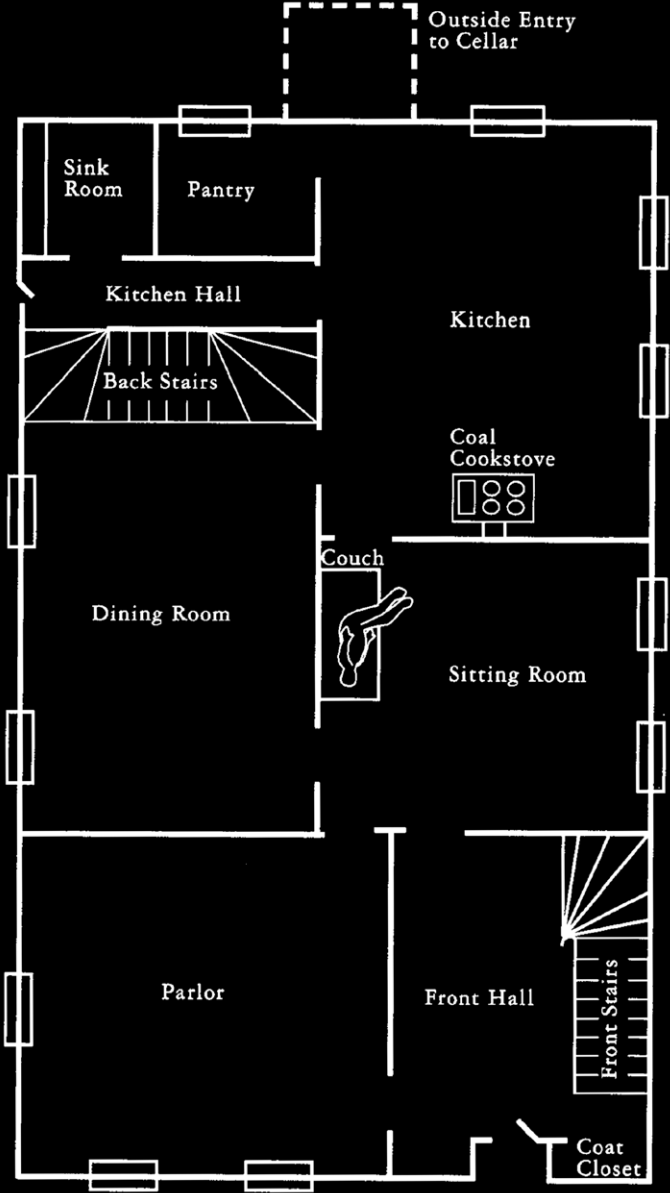 Outside Entry
to Cellar
Sink
Room
Pantry
Kitchen Hall
Kitchen
Back Stairs
Coal
Cookstove
Couch
Dining Room
Sitting Room
Parlor
Front Hall
Front Stairs
Coat
Closet